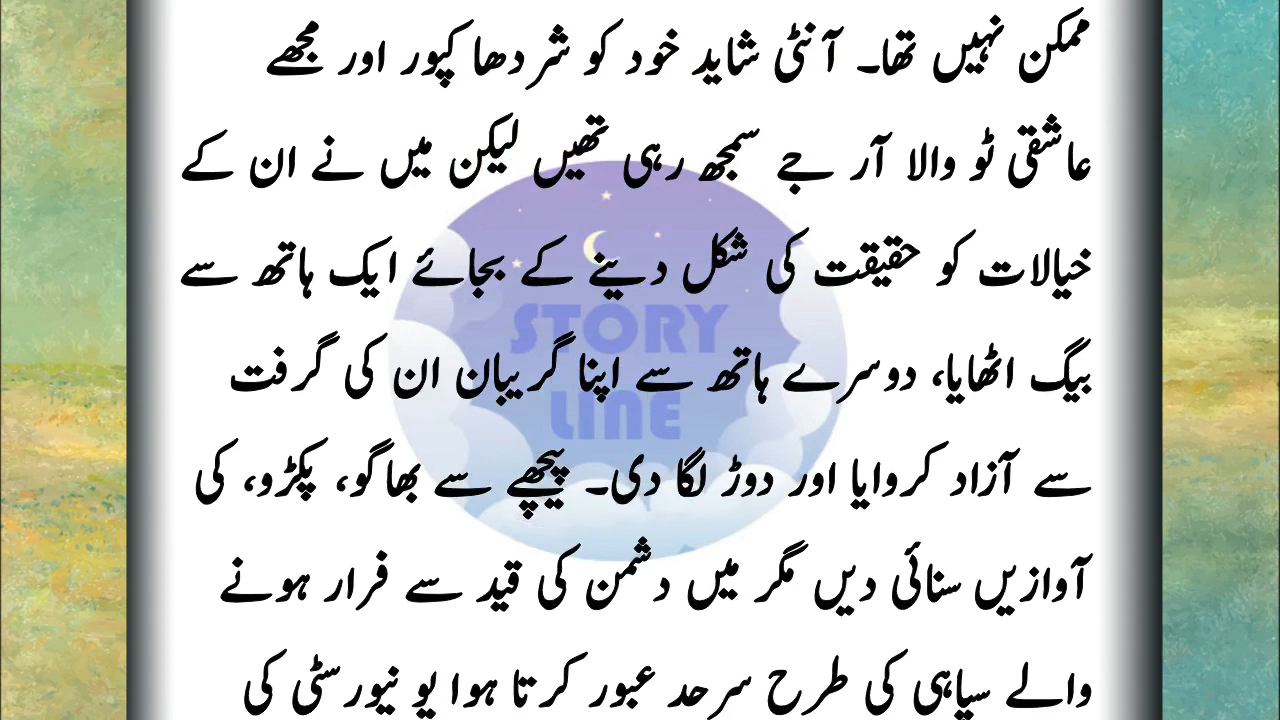 ممکن نہیں تھا۔ آنٹی شاید خود کو شردھا کپور اور مجھے
عاشقی ٹو والا آر جے سمجھ رہی تھیں لیکن میں نے ان کے
خیالات کو حقیقت کی شکل دینے کے بجائے ایک ہاتھ سے
STORY
بیگ اٹھایا، دوسرے ہاتھ سے اپنا گریبان ان کی گرفت
LINE
سے آزاد کروایا اور دوڑ لگا دی۔ پیچھے سے بھاگو، پکڑو، کی
آوازیں سنائی دیں مگر میں دشمن کی قید سے فرار ہونے
والے سپاہی کی طرح سرحد عبور کرتا ہوا یونیورسٹی کی